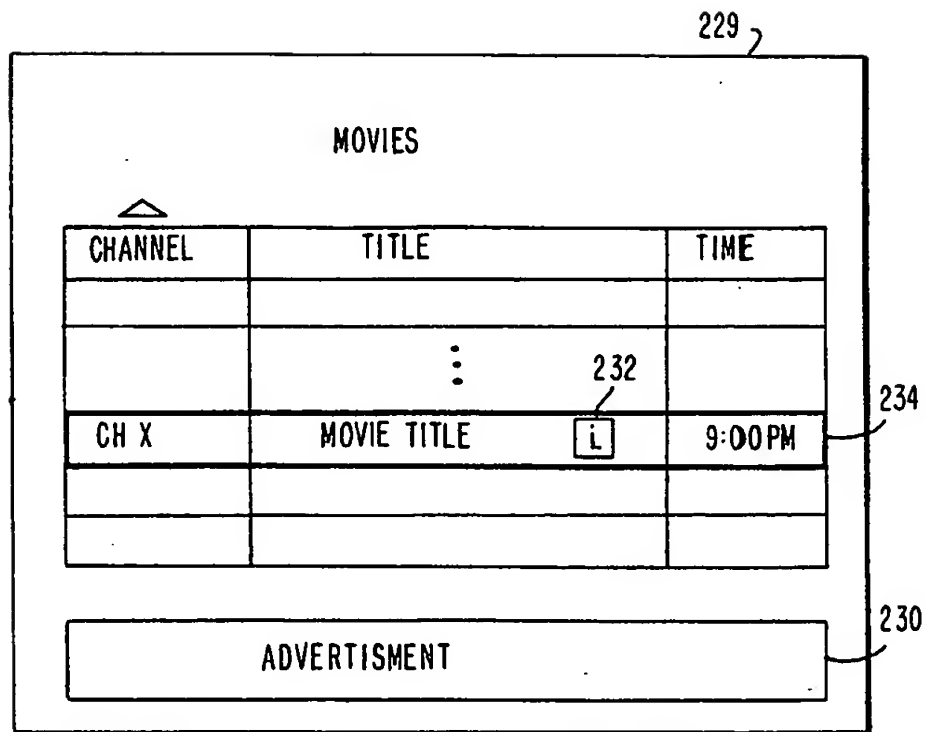 229
MOVIES
CHANNEL TITLE TIME
232
234
CH X MOVIE TITLE i 9:00PM
230
ADVERTISMENT